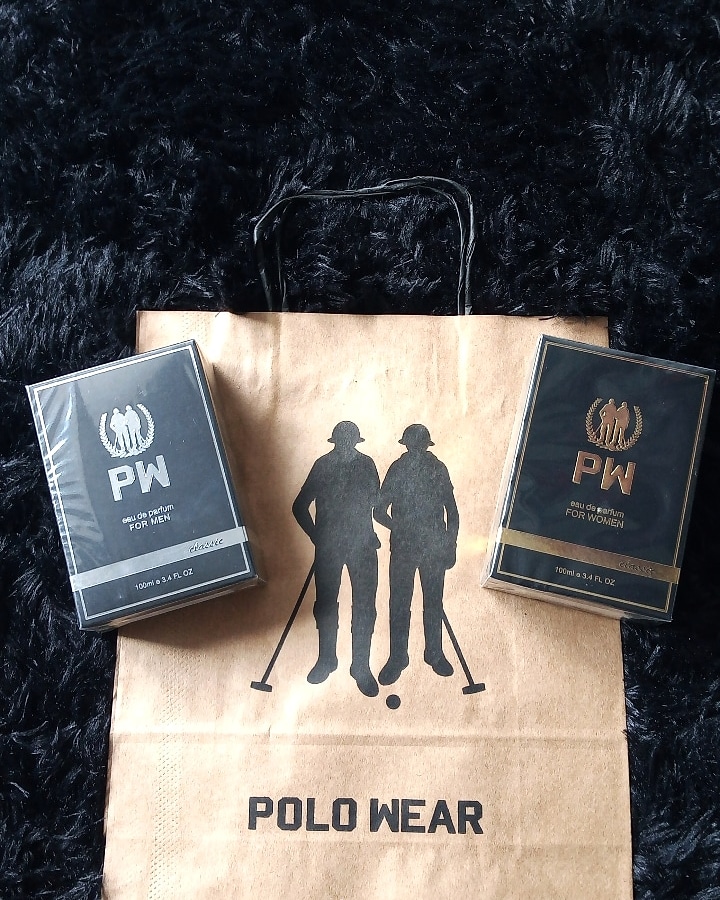 PW
eau de parfum
FOR MEN
classic
100ml e 3.4 FL OZ
PW
eau de parfum
FOR WOMEN
classic
100ml e 3.4 FL OZ
POLO WEAR